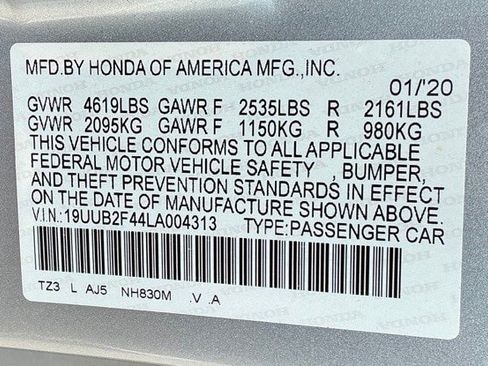 MFD.BY HONDA OF AMERICA MFG.,INC.
01/'20
GVWR 4619LBS GAWR F 2535LBS R 2161LBS
GVWR 2095KG GAWR F 1150KG R 980KG
THIS VEHICLE CONFORMS TO ALL APPLICABLE
FEDERAL MOTOR VEHICLE SAFETY , BUMPER,
AND THEFT PREVENTION STANDARDS IN EFFECT
ON THE DATE OF MANUFACTURE SHOWN ABOVE.
V.I.N:19UUB2F44LA004313 TYPE:PASSENGER CAR
TZ3 L AJ5 NH830M .V .A